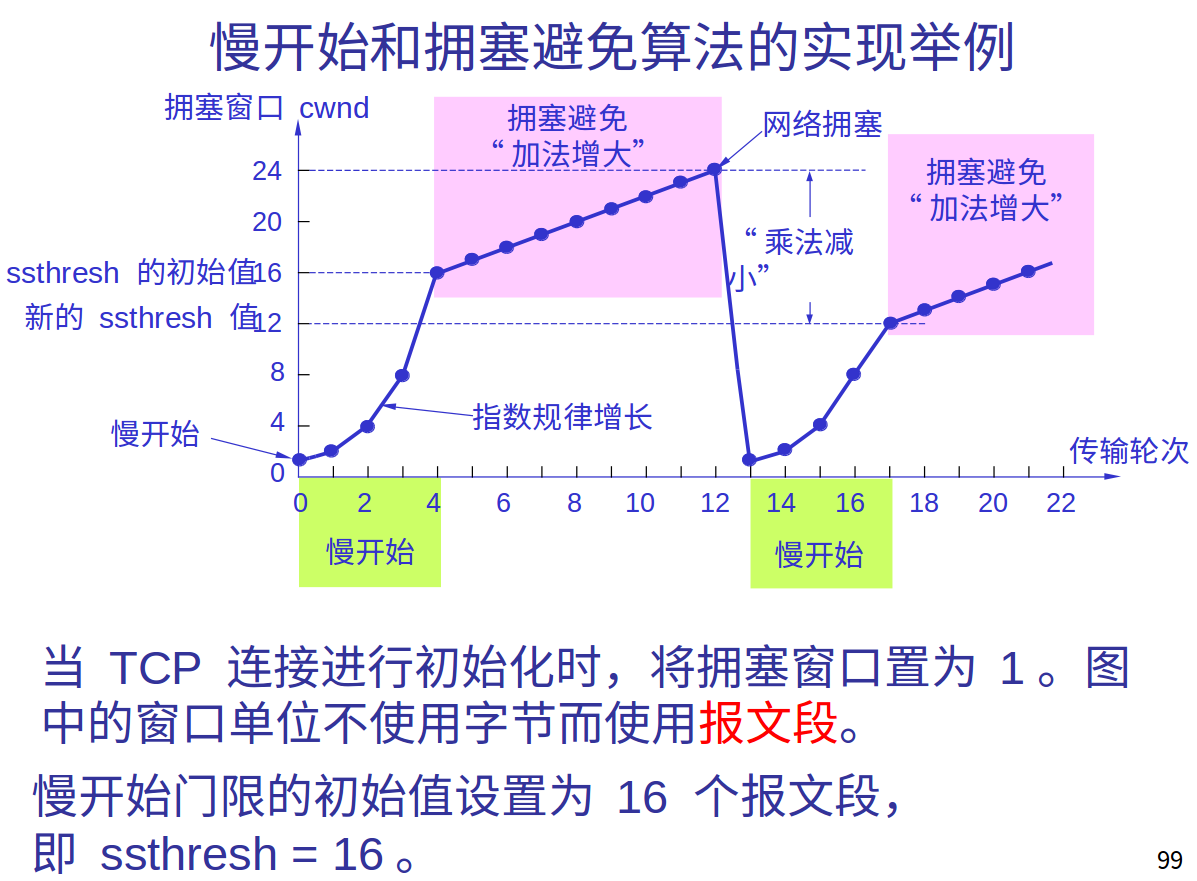 慢开始和拥塞避免算法的实现举例
拥塞窗口 cwnd
拥塞避免
“加法增大”
网络拥塞
拥塞避免
“加法增大”
24
20
“乘法减
小”
ssthresh 的初始值
16
新的 ssthresh 值
12
8
4
指数规律增长
慢开始
0
传输轮次
0 2 4 6 8 10 12 14 16 18 20 22
慢开始
慢开始
当 TCP 连接进行初始化时，将拥塞窗口置为 1。图
中的窗口单位不使用字节而使用报文段。
慢开始门限的初始值设置为 16 个报文段，
即 ssthresh = 16。
99